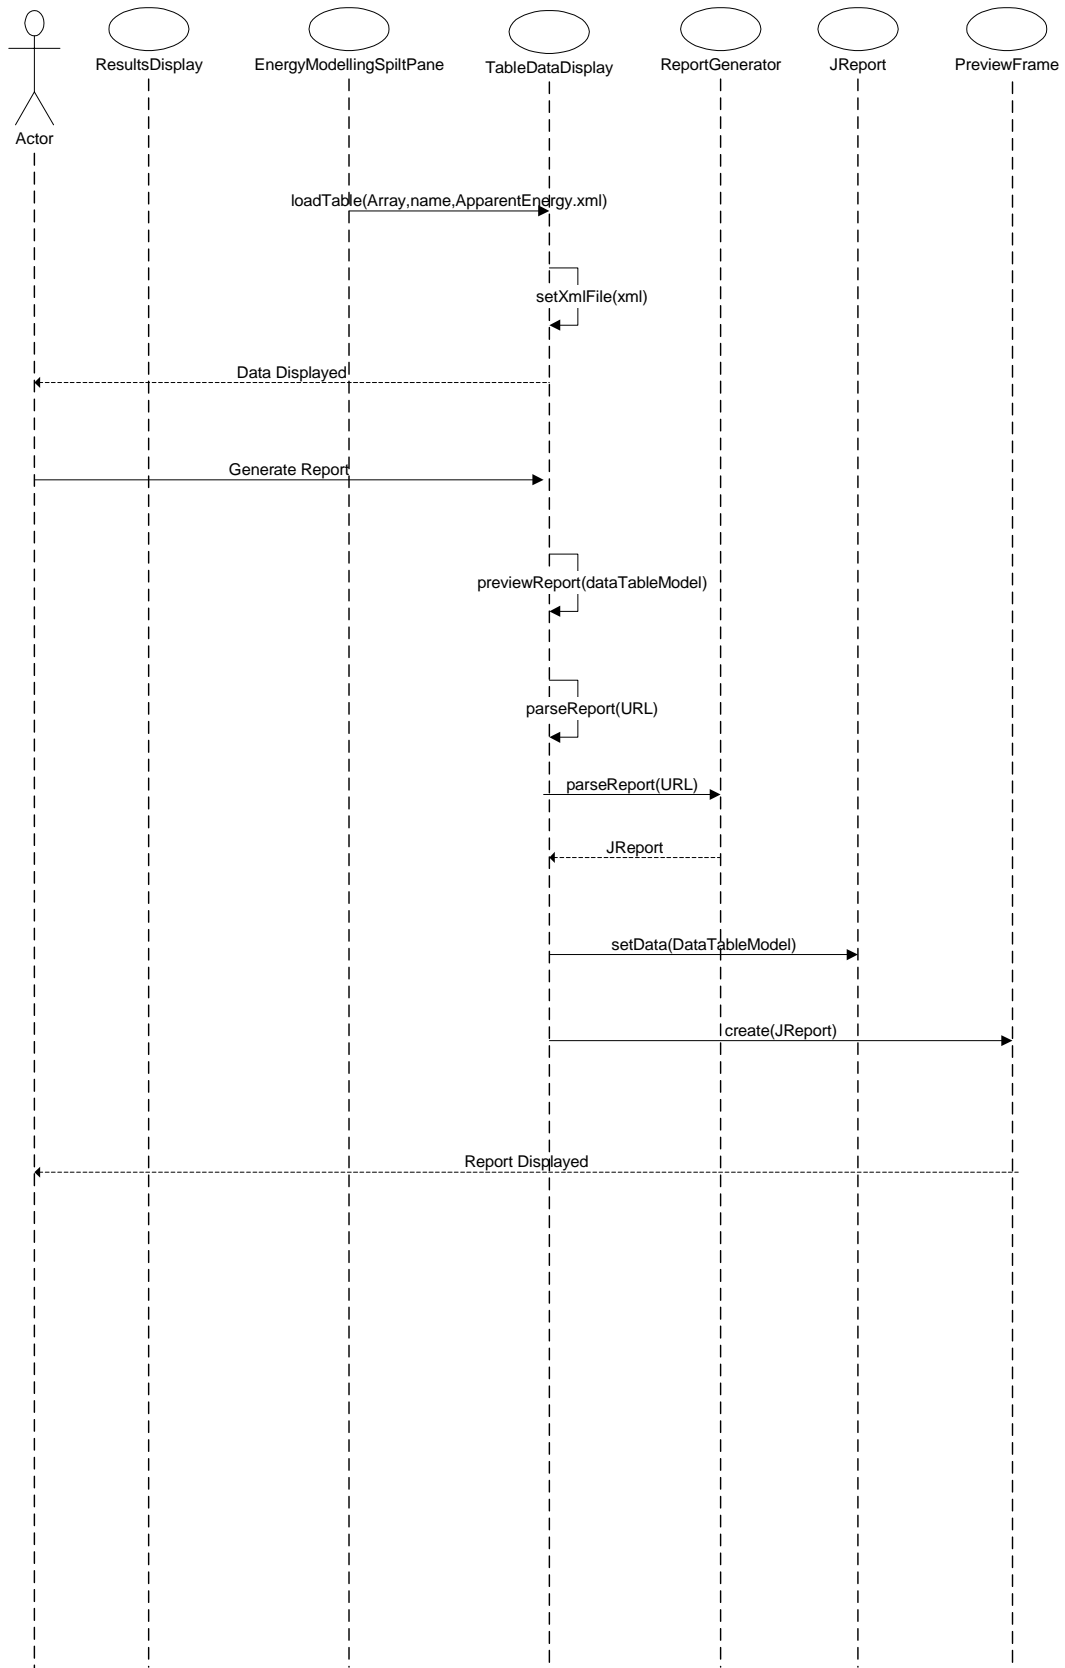 ResultsDisplay
EnergyModellingSpiltPane
TableDataDisplay
ReportGenerator
JReport
PreviewFrame
Actor
loadTable(Array,name,ApparentEnergy.xml)
setXmlFile(xml)
Data Displayed
Generate Report
previewReport(dataTableModel)
parseReport(URL)
parseReport(URL)
JReport
setData(DataTableModel)
create(JReport)
Report Displayed